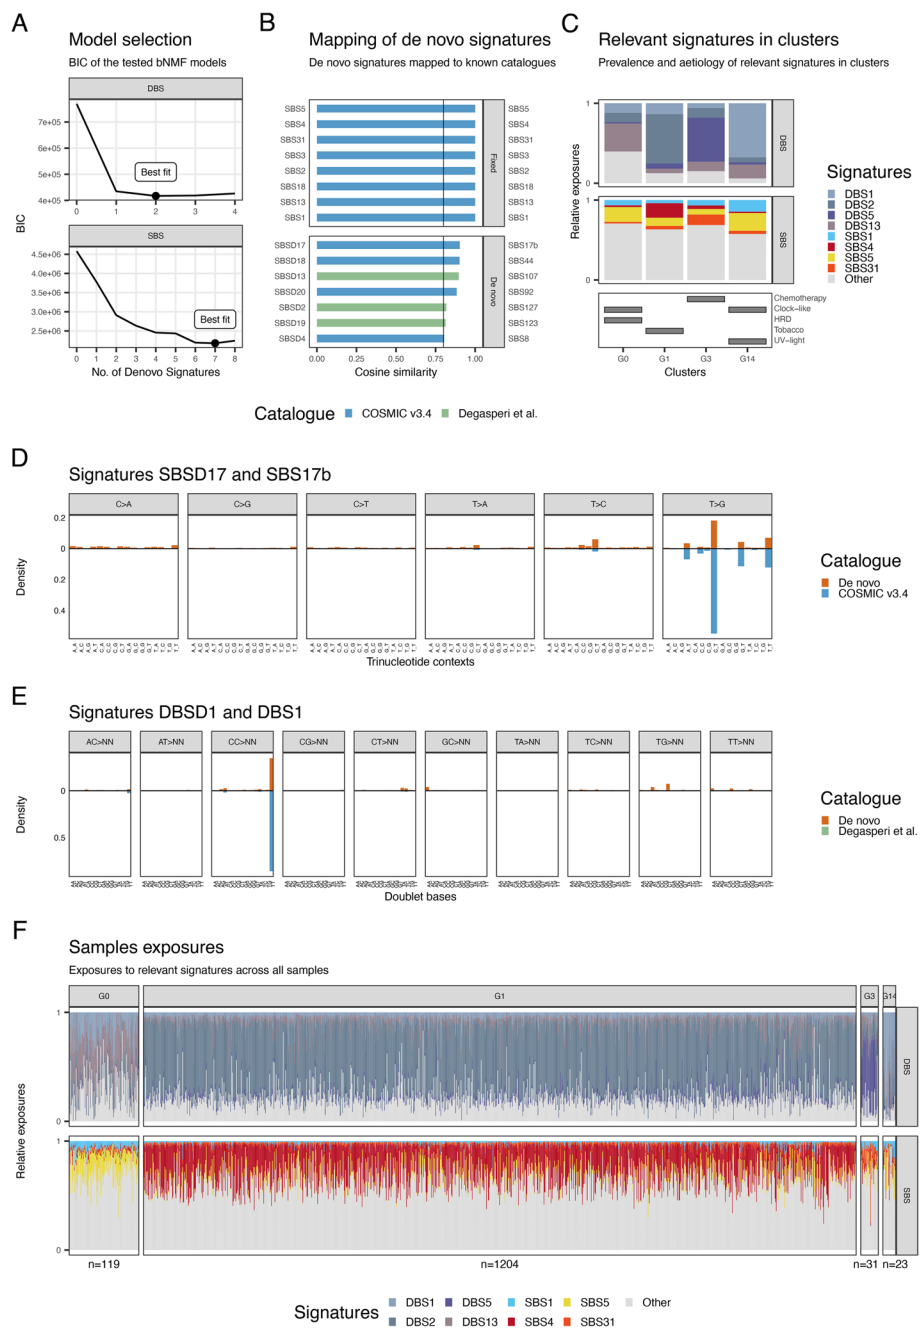 A
Model selection
BIC of the tested bNMF models
DBS
7e+05
6e+05
5e+05
4e+05
Best fit
0 1 2 3 4
BIC
SBS
4.5e+06
4.0e+06
3.5e+06
3.0e+06
2.5e+06
Best fit
0 1 2 3 4 5 6 7 8
No. of Denovo Signatures
B
Mapping of de novo signatures
De novo signatures mapped to known catalogues
SBS5 SBS5
SBS4 SBS4
SBS31 SBS31
SBS3 SBS3
SBS2 SBS2
SBS18 SBS18
SBS13 SBS13
SBS1 SBS1
Fixed
SBSD17 SBS17b
SBSD18 SBS44
SBSD13 SBS107
SBSD20 SBS92
SBSD2 SBS127
SBSD19 SBS123
SBSD4 SBS8
De novo
0.00 0.25 0.50 0.75 1.00
Cosine similarity
Catalogue COSMIC v3.4 Degasperi et al.
C
Relevant signatures in clusters
Prevalence and aetiology of relevant signatures in clusters
1
0
DBS
1
0
SBS
Relative exposures
Chemotherapy
Clock-like
HRD
Tobacco
UV-light
G0 G1 G3 G14
Clusters
Signatures
DBS1
DBS2
DBS5
DBS13
SBS1
SBS4
SBS5
SBS31
Other
D
Signatures SBSD17 and SBS17b
C>A C>G C>T T>A T>C T>G
0.2
0
0.2
0.4
Density
Trinucleotide contexts
Catalogue
De novo
COSMIC v3.4
E
Signatures DBSD1 and DBS1
AC>NN AT>NN CC>NN CG>NN CT>NN GC>NN TA>NN TC>NN TG>NN TT>NN
0
0.5
Density
Doublet bases
Catalogue
De novo
Degasperi et al.
F
Samples exposures
Exposures to relevant signatures across all samples
G0 G1 G3 G14
1
0
DBS
1
0
SBS
Relative exposures
n=119 n=1204 n=31 n=23
Signatures DBS1 DBS5 SBS1 SBS5 Other
DBS2 DBS13 SBS4 SBS31